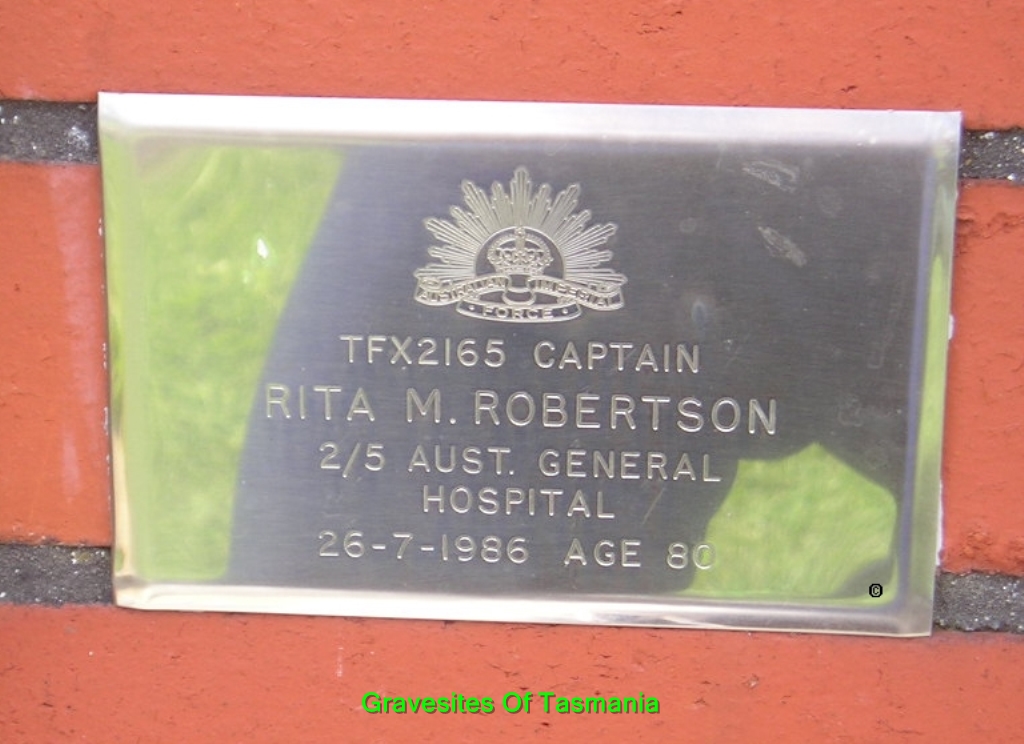 AUSTRALIAN IMPERIAL
FORCE
TFX2165 CAPTAIN
RITA M. ROBERTSON
2/5 AUST. GENERAL
HOSPITAL
26-7-1986 AGE 80
©
Gravesites Of Tasmania